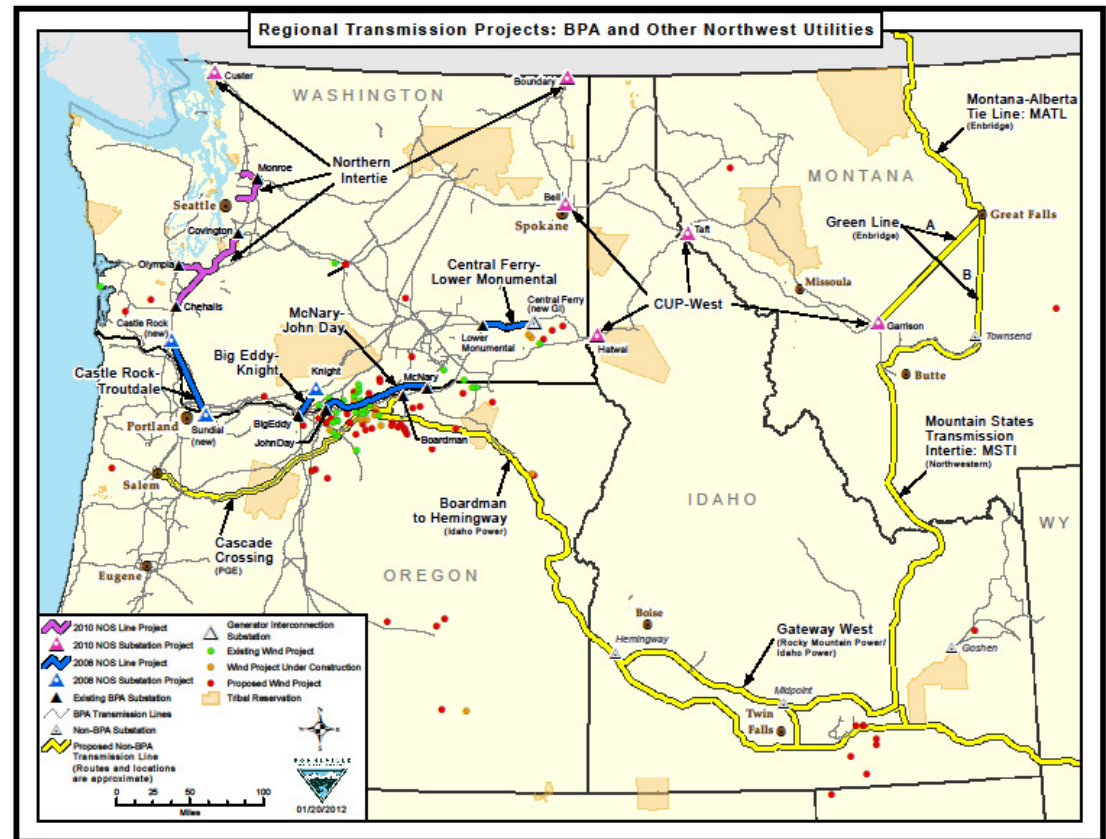 Regional Transmission Projects: BPA and Other Northwest Utilities
Custer
Boundary
WASHINGTON
Montana-Alberta
Tie Line: MATL
(Enbridge)
Northern
Intertie
Monroe
MONTANA
Seattle
Bell
Spokane
Green Line
(Enbridge)
A
Great Falls
Covington
Taft
B
Olympia
Central Ferry-
Lower Monumental
Missoula
Chehalls
Central Ferry
(new GI)
CUP-West
Castle Rock
(new)
McNary-
John Day
Lower
Monumental
Hatwai
Garrison
Townsend
Big Eddy-
Knight
Castle Rock-
Troutdale
Knight
McNary
Butte
Portland
Sundial
(new)
BigEddy
JohnDay
Boardman
Mountain States
Transmission
Intertie: MSTI
(Northwestern)
Salem
Boardman
to Hemingway
(Idaho Power)
IDAHO
WY
Cascade
Crossing
(PGE)
Eugene
OREGON
Boise
Hemingway
Gateway West
(Rocky Mountain Power/
Idaho Power)
Goshen
Midpoint
Twin
Falls
2010 NOS Line Project
2010 NOS Substation Project
2008 NOS Line Project
2008 NOS Substation Project
Existing BPA Substation
BPA Transmission Lines
Non-BPA Substation
Proposed Non-BPA
Transmission Line
(Routes and locations
are approximate)
Generator Interconnection
Substation
Existing Wind Project
Wind Project Under Construction
Proposed Wind Project
Tribal Reservation
N
W
E
S
BONNEVILLE
01/20/2012
0 50 100
Miles